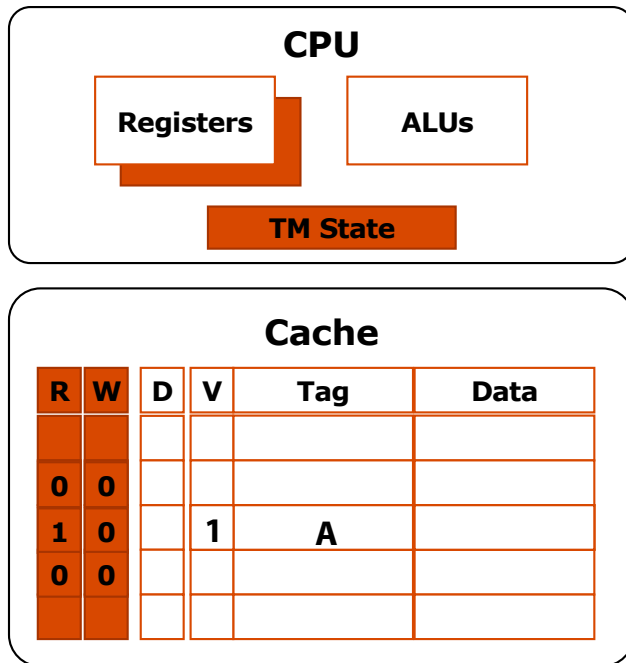 CPU
Registers ALUs
TM State
Cache
R W D V Tag Data
0 0
1 0 1 A
0 0